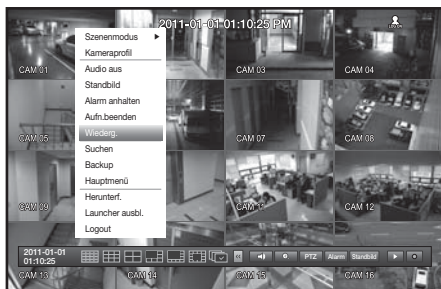 2011-01-01 01:10:25 PM
Szenenmodus
Kameraprofil
Audio aus
Standbild
Alarm anhalten
Aufn.beenden
Wiederg.
Suchen
Backup
Hauptmenü
Herunterf.
Launcher ausbl.
Logout
CAM 01
CAM 03
CAM 04
CAM 05
CAM 07
CAM 08
CAM 09
CAM 11
CAM 12
2011-01-01
01:10:25
PTZ
Alarm
Standbild
CAM 13
CAM 14
CAM 15
CAM 16